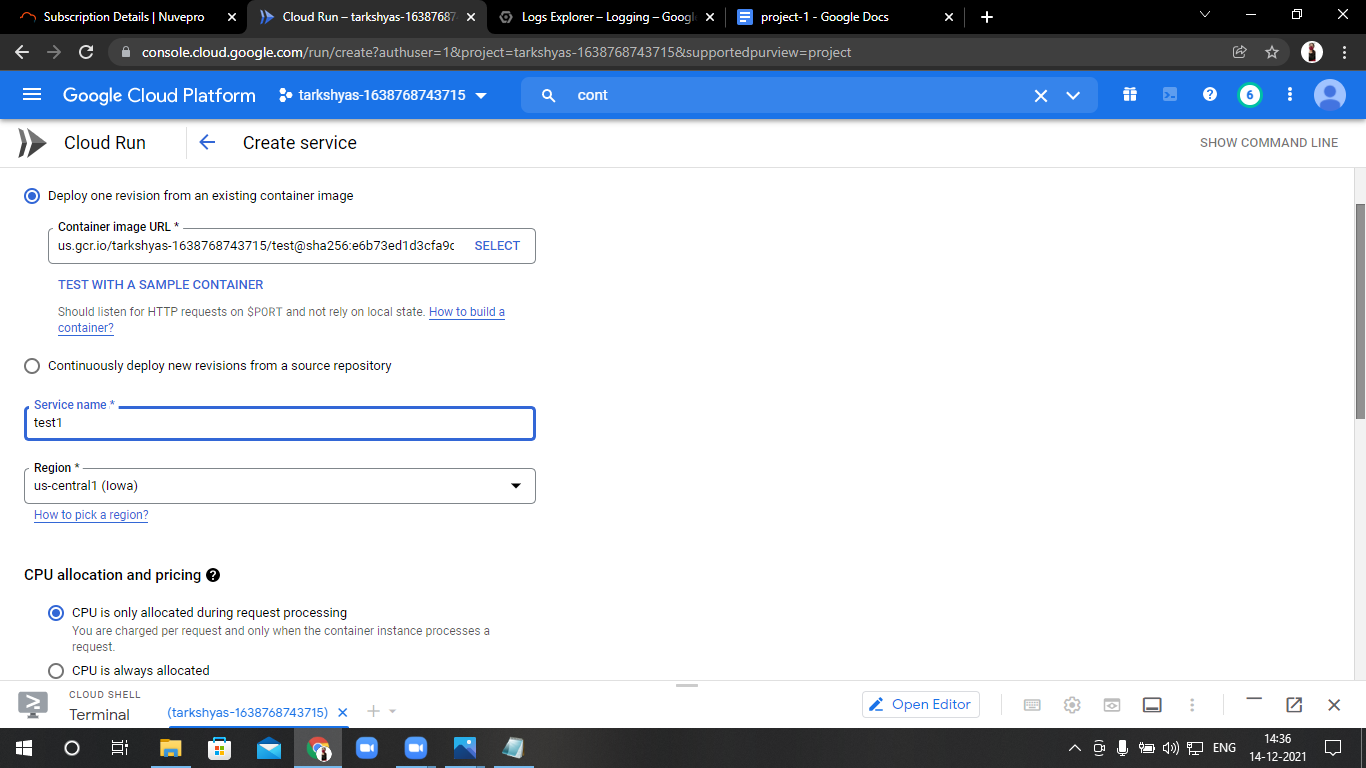 Subscription Details | Nuvepro
Cloud Run – tarkshyas-16387687
Logs Explorer – Logging – Google
project-1 - Google Docs
console.cloud.google.com/run/create?authuser=1&project=tarkshyas-1638768743715&supportedpurview=project
Google Cloud Platform
tarkshyas-1638768743715
cont
6
Cloud Run
Create service
SHOW COMMAND LINE
Deploy one revision from an existing container image
Container image URL *
us.gcr.io/tarkshyas-1638768743715/test@sha256:e6b73ed1d3cfa9c
SELECT
TEST WITH A SAMPLE CONTAINER
Should listen for HTTP requests on $PORT and not rely on local state. How to build a
container?
Continuously deploy new revisions from a source repository
Service name *
test1
Region *
us-central1 (Iowa)
How to pick a region?
CPU allocation and pricing
CPU is only allocated during request processing
You are charged per request and only when the container instance processes a
request.
CPU is always allocated
CLOUD SHELL
Terminal
(tarkshyas-1638768743715)
Open Editor
ENG
14:36
14-12-2021